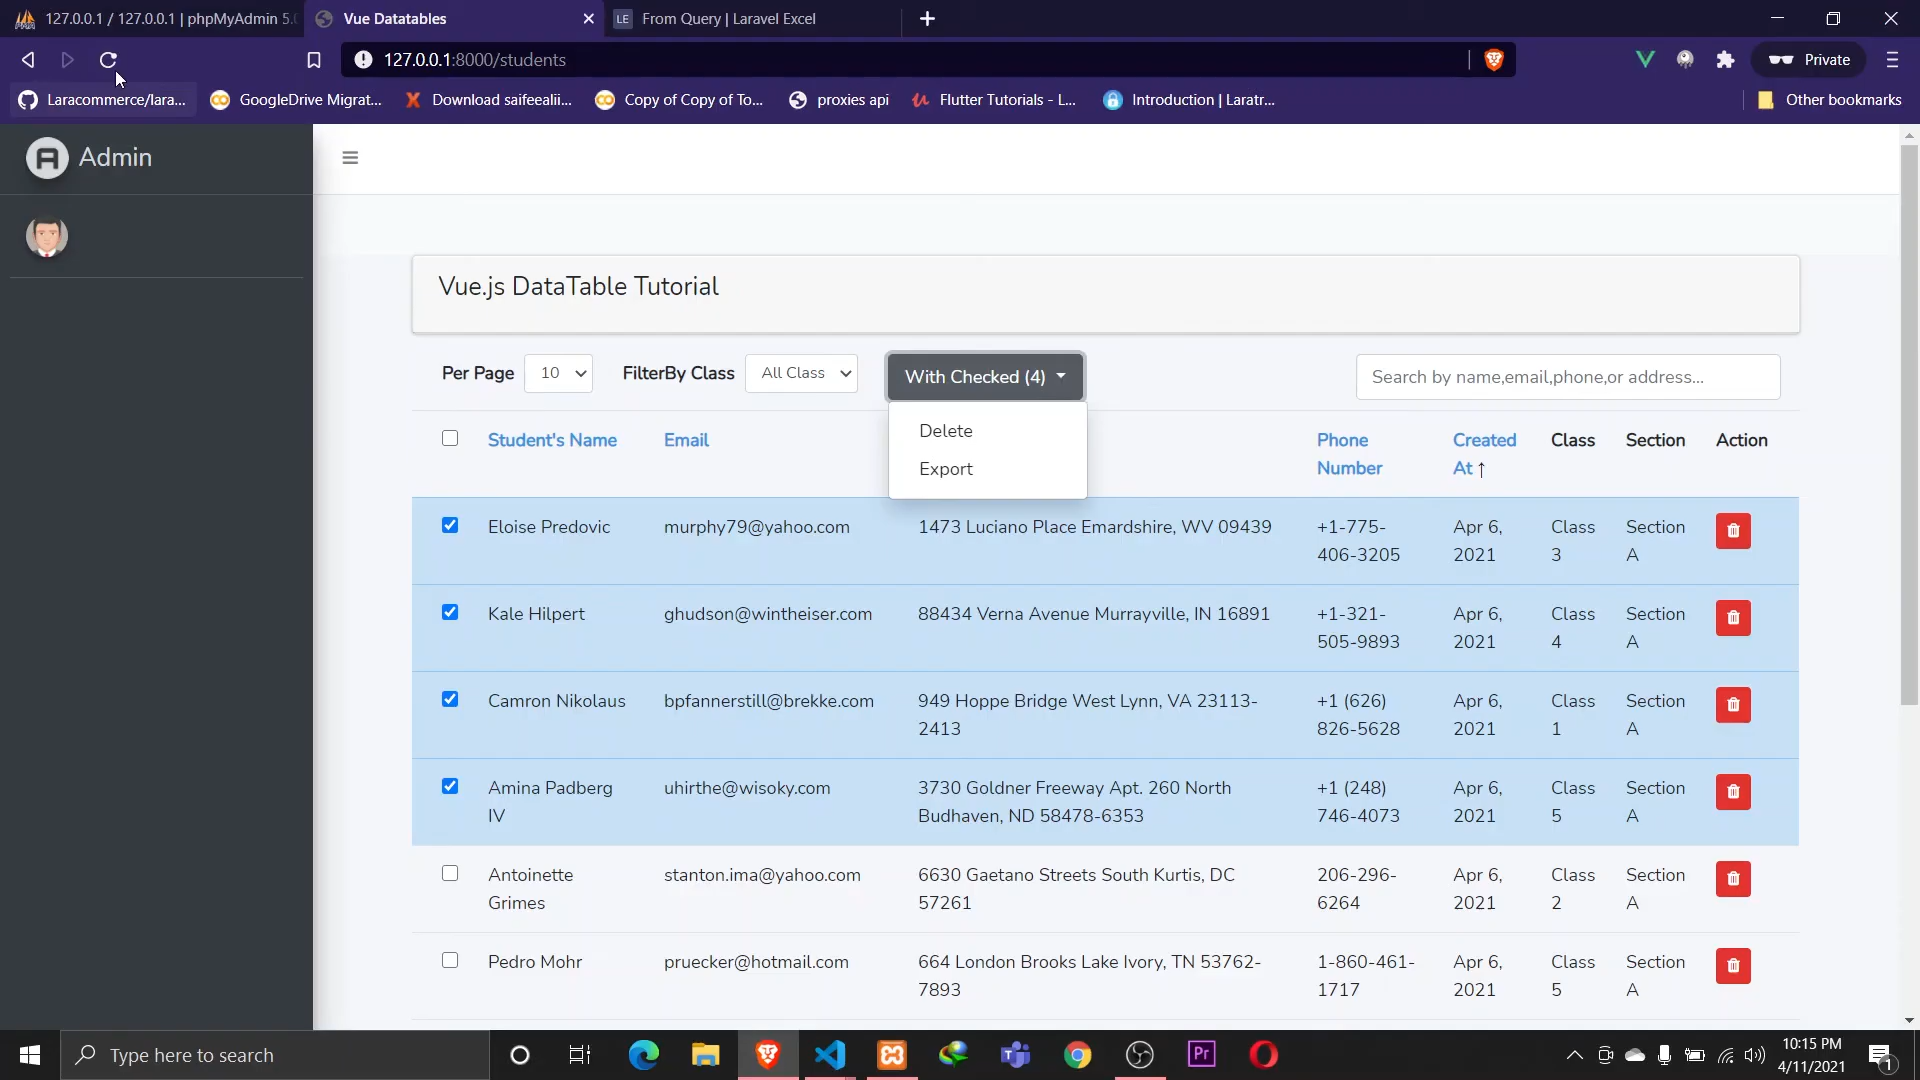 127.0.0.1 / 127.0.0.1 | phpMyAdmin 5.0
Vue Datatables
LE From Query | Laravel Excel
127.0.0.1:8000/students
Private
Laracommerce/lara...
GoogleDrive Migrat...
Download saifeealii...
Copy of Copy of To...
proxies api
Flutter Tutorials - L...
Introduction | Laratr...
Other bookmarks
Admin
Vue.js DataTable Tutorial
Per Page 10 FilterBy Class All Class With Checked (4) Search by name,email,phone,or address...
Delete
Export
Student's Name Email Phone Number Created At ↑ Class Section Action
Eloise Predovic murphy79@yahoo.com 1473 Luciano Place Emardshire, WV 09439 +1-775- Apr 6, Class Section
406-3205 2021 3 A
Kale Hilpert ghudson@wintheiser.com 88434 Verna Avenue Murrayville, IN 16891 +1-321- Apr 6, Class Section
505-9893 2021 4 A
Camron Nikolaus bpfannerstill@brekke.com 949 Hoppe Bridge West Lynn, VA 23113- +1 (626) Apr 6, Class Section
2413 826-5628 2021 1 A
Amina Padberg uhirthe@wisoky.com 3730 Goldner Freeway Apt. 260 North +1 (248) Apr 6, Class Section
IV Budhaven, ND 58478-6353 746-4073 2021 5 A
Antoinette stanton.ima@yahoo.com 6630 Gaetano Streets South Kurtis, DC 206-296- Apr 6, Class Section
Grimes 57261 6264 2021 2 A
Pedro Mohr pruecker@hotmail.com 664 London Brooks Lake Ivory, TN 53762- 1-860-461- Apr 6, Class Section
7893 1717 2021 5 A
Type here to search
Pr
10:15 PM
4/11/2021
1